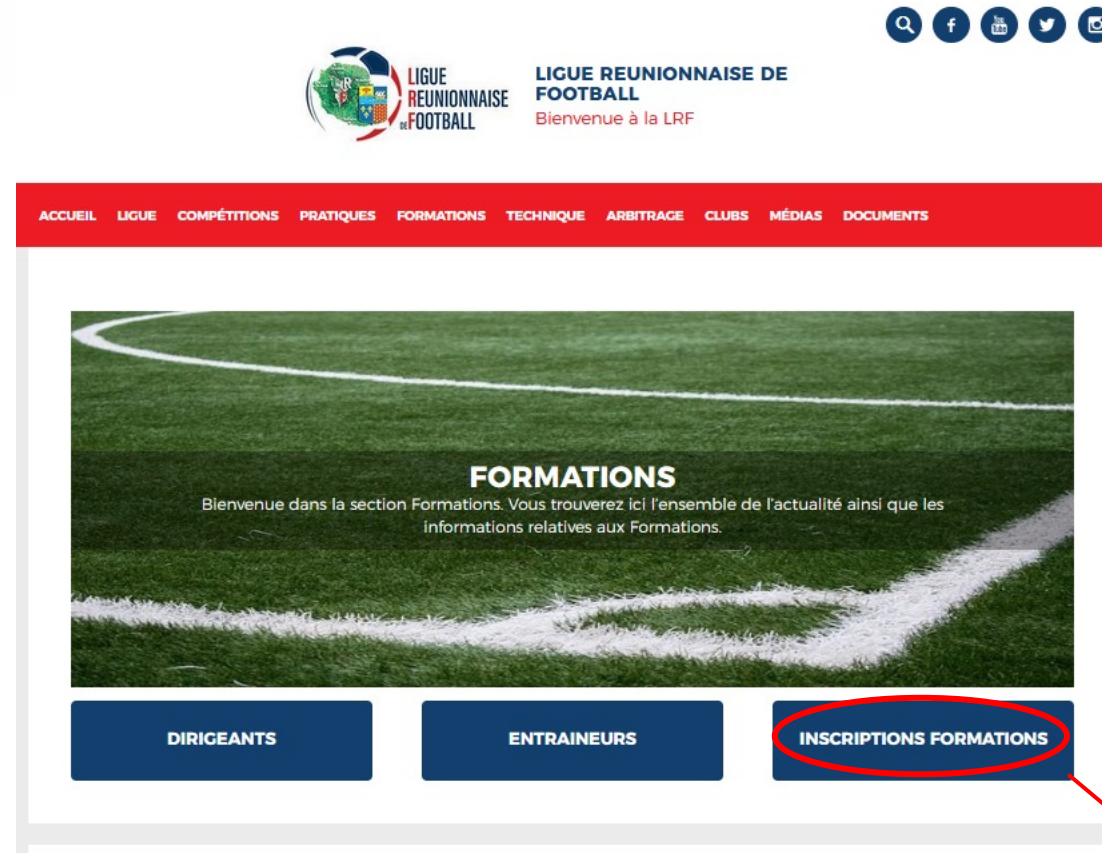 LIGUE
REUNIONNAISE
DE FOOTBALL
LIGUE REUNIONNAISE DE
FOOTBALL
Bienvenue à la LRF
ACCUEIL LIGUE COMPÉTITIONS PRATIQUES FORMATIONS TECHNIQUE ARBITRAGE CLUBS MÉDIAS DOCUMENTS
FORMATIONS
Bienvenue dans la section Formations. Vous trouverez ici l'ensemble de l'actualité ainsi que les
informations relatives aux Formations.
DIRIGEANTS
ENTRAINEURS
INSCRIPTIONS FORMATIONS